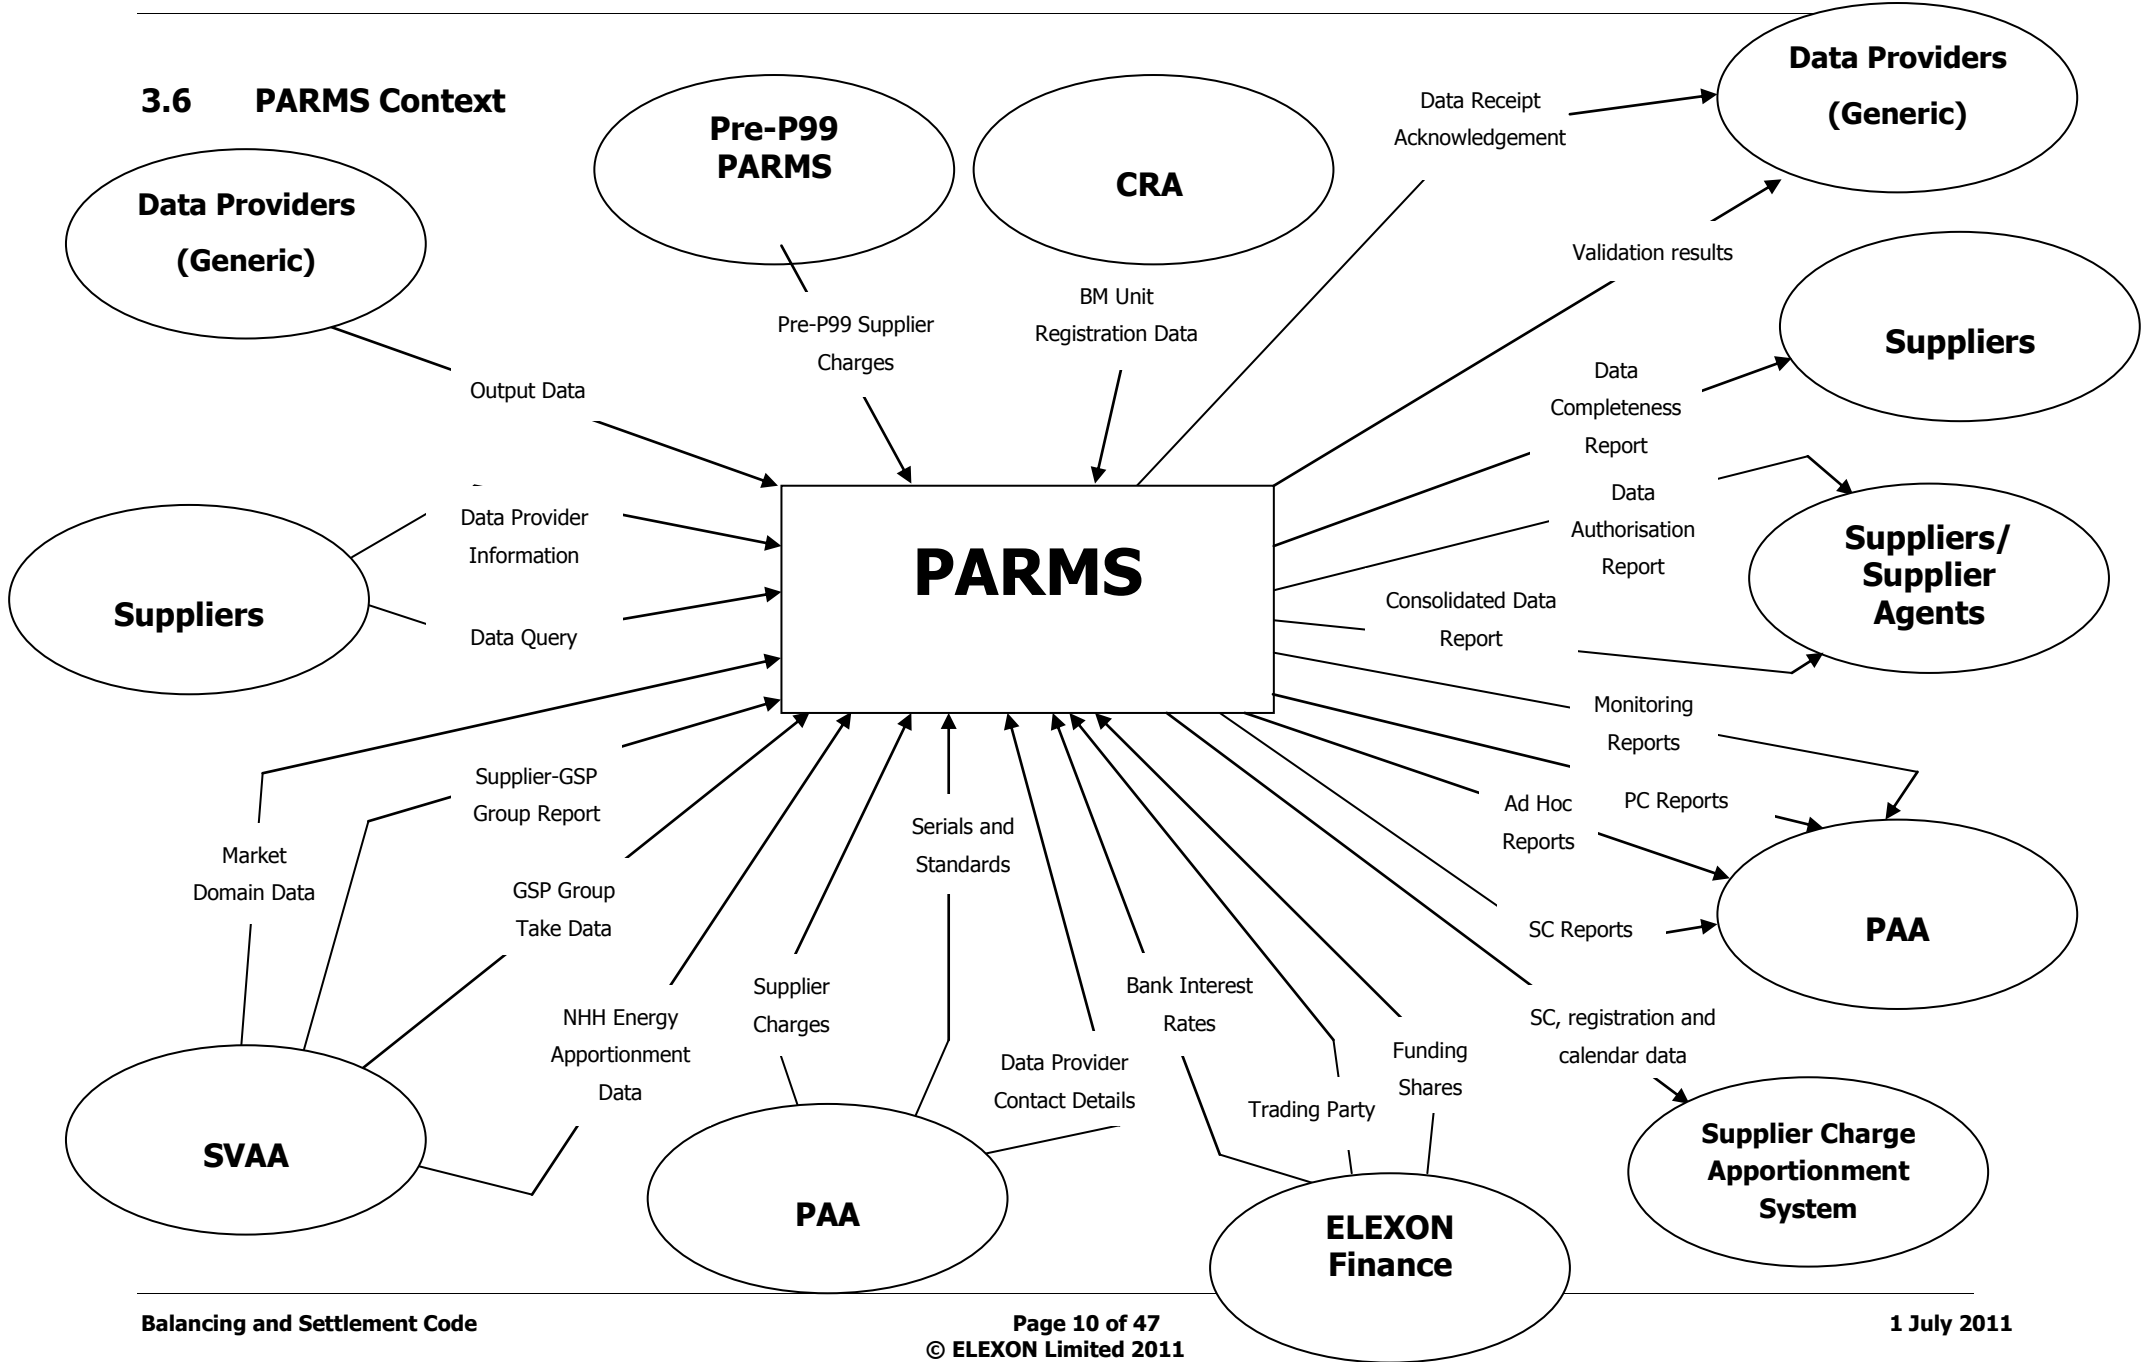 3.6 PARMS Context
Data Providers
(Generic)
Pre-P99
PARMS
CRA
Data Receipt
Acknowledgement
Data Providers
(Generic)
Validation results
Pre-P99 Supplier
Charges
BM Unit
Registration Data
Suppliers
Output Data
Data
Completeness
Report
Data Provider
Information
Data
Authorisation
Report
Suppliers/
Supplier
Agents
PARMS
Suppliers
Data Query
Consolidated Data
Report
Monitoring
Reports
Supplier-GSP
Group Report
Market
Domain Data
GSP Group
Take Data
Serials and
Standards
Ad Hoc
Reports
PC Reports
SC Reports
PAA
NHH Energy
Apportionment
Data
Supplier
Charges
Data Provider
Contact Details
Bank Interest
Rates
Trading Party
Funding
Shares
SC, registration and
calendar data
SVAA
PAA
ELEXON
Finance
Supplier Charge
Apportionment
System
Balancing and Settlement Code
Page 10 of 47
1 July 2011
© ELEXON Limited 2011